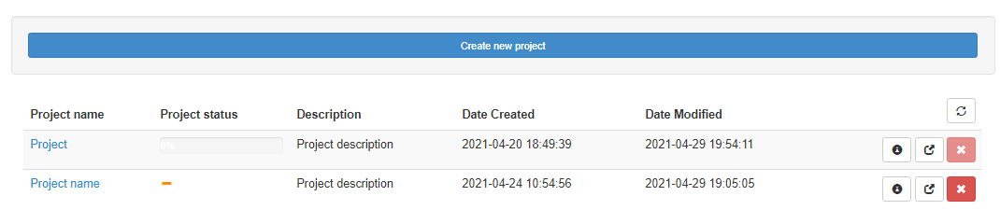 Create new project
Project name Project status Description Date Created Date Modified
Project 0% Project description 2021-04-20 18:49:39 2021-04-29 19:54:11
Project name Project description 2021-04-24 10:54:56 2021-04-29 19:05:05